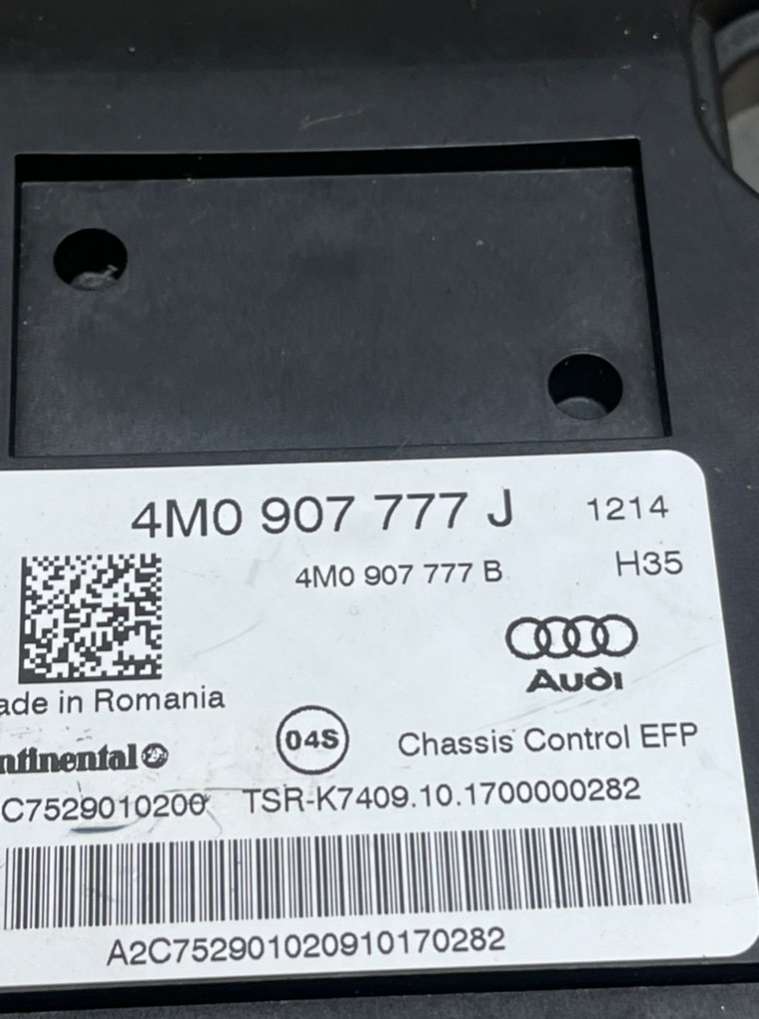 4M0 907 777 J 1214
4M0 907 777 B H35
Audi
ade in Romania
04S
Chassis Control EFP
ntinental
C7529010200 TSR-K7409.10.1700000282
A2C752901020910170282